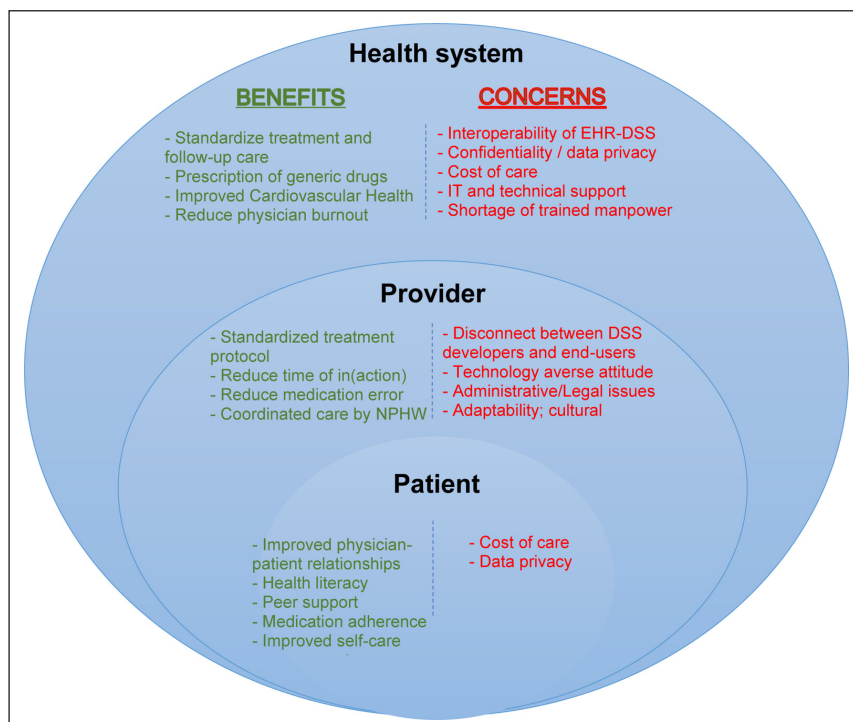 Health system
BENEFITS
- Standardize treatment and
follow-up care
- Prescription of generic drugs
- Improved Cardiovascular Health
- Reduce physician burnout
CONCERNS
- Interoperability of EHR-DSS
- Confidentiality / data privacy
- Cost of care
- IT and technical support
- Shortage of trained manpower
Provider
- Standardized treatment
protocol
- Reduce time of in(action)
- Reduce medication error
- Coordinated care by NPHW
- Disconnect between DSS
developers and end-users
- Technology averse attitude
- Administrative/Legal issues
- Adaptability; cultural
Patient
- Improved physician-
patient relationships
- Health literacy
- Peer support
- Medication adherence
- Improved self-care
- Cost of care
- Data privacy